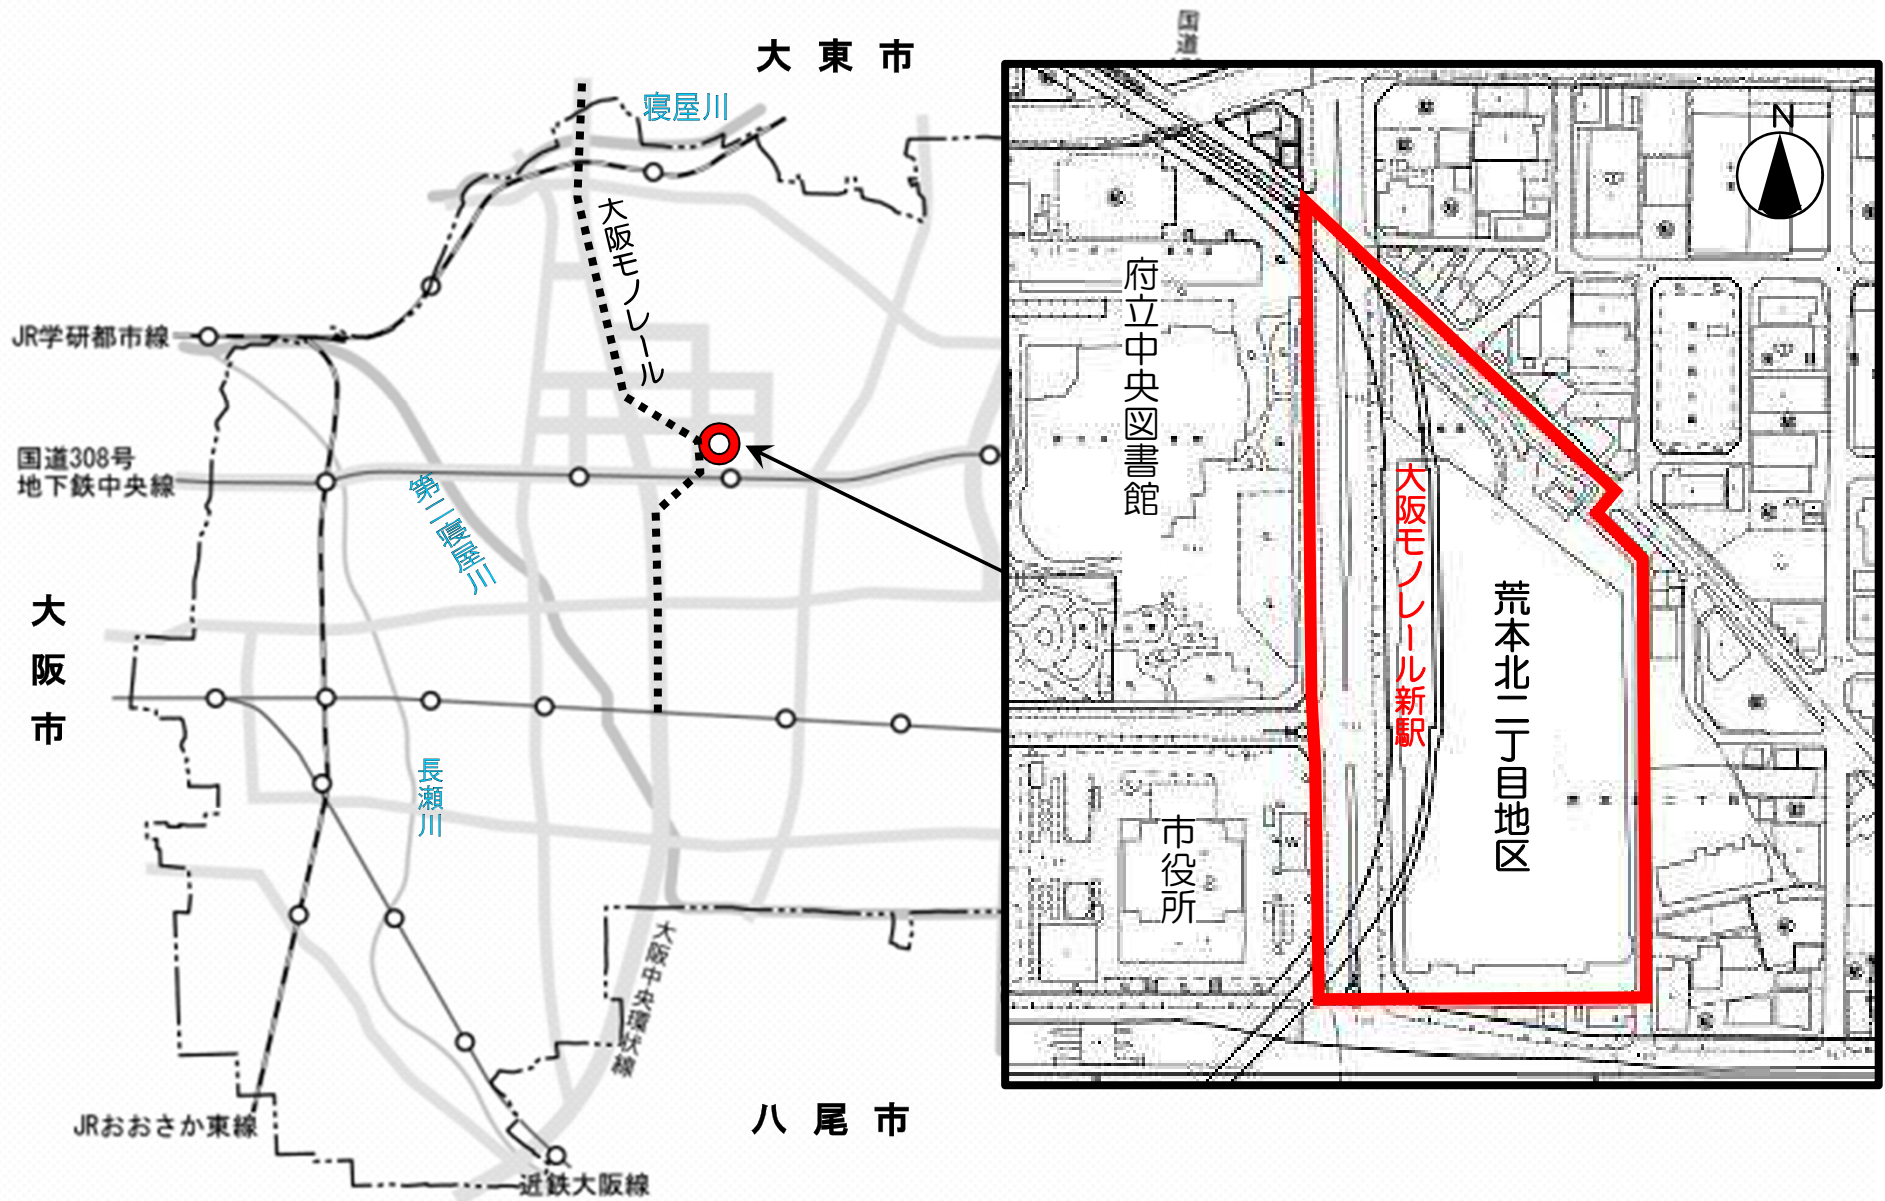 大東市
国道
寝屋川
N
大阪モノレール
府立中央図書館
JR学研都市線
国道308号
地下鉄中央線
第二寝屋川
大阪モノレール新駅
荒本北二丁目地区
大阪市
長瀬川
市役所
大阪中央環状線
八尾市
JRおおさか東線
近鉄大阪線